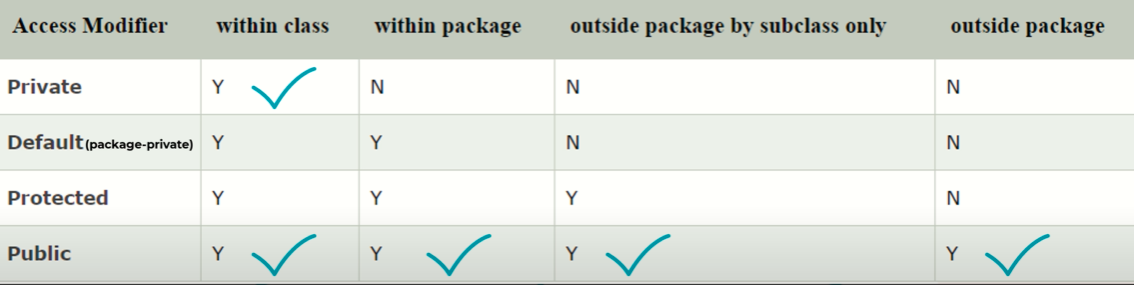 Access Modifier within class within package outside package by subclass only outside package
Private Y N N N
Default(package-private) Y Y N N
Protected Y Y Y N
Public Y Y Y Y